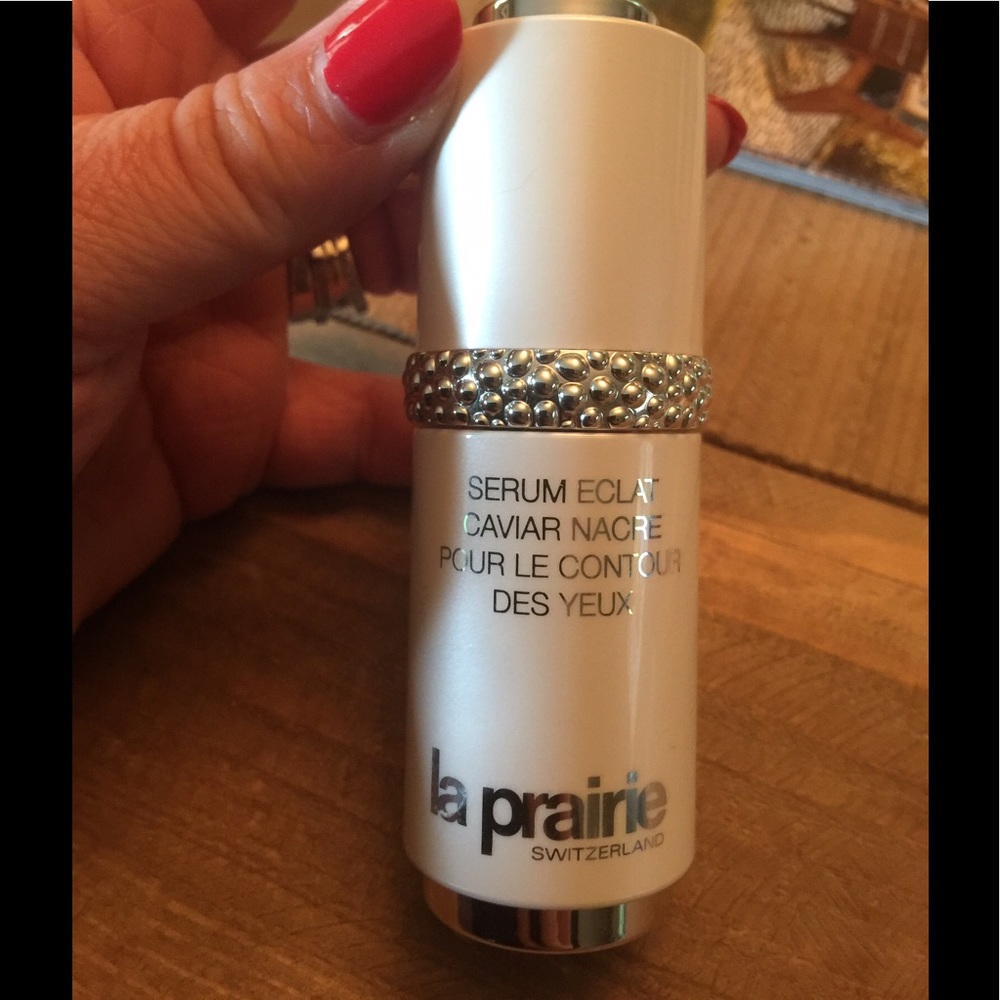 SERUM ECLAT
CAVIAR NACRE
POUR LE CONTOUR
DES YEUX
la prairie
SWITZERLAND